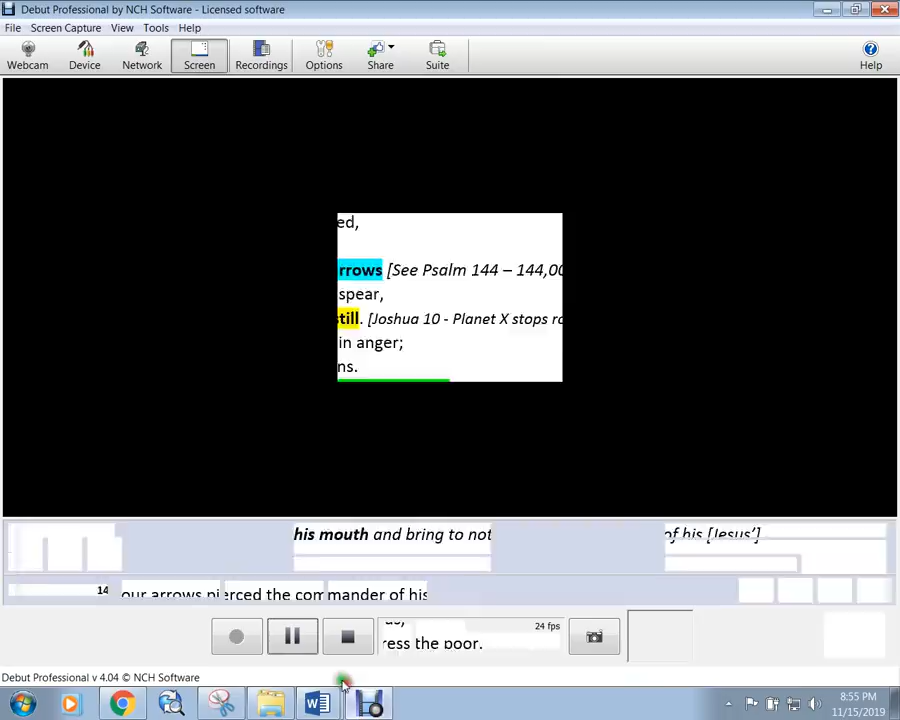 Debut Professional by NCH Software - Licensed software
File Screen Capture View Tools Help
Webcam Device Network Screen Recordings Options Share Suite Help
ed,
rrows [See Psalm 144 – 144,00
spear,
still. [Joshua 10 - Planet X stops ro
in anger;
ns.
his mouth and bring to not
of his [Jesus']
14 our arrows pierced the commander of his
us,
24 fps
ress the poor.
Debut Professional v 4.04 © NCH Software
8:55 PM
11/15/2019